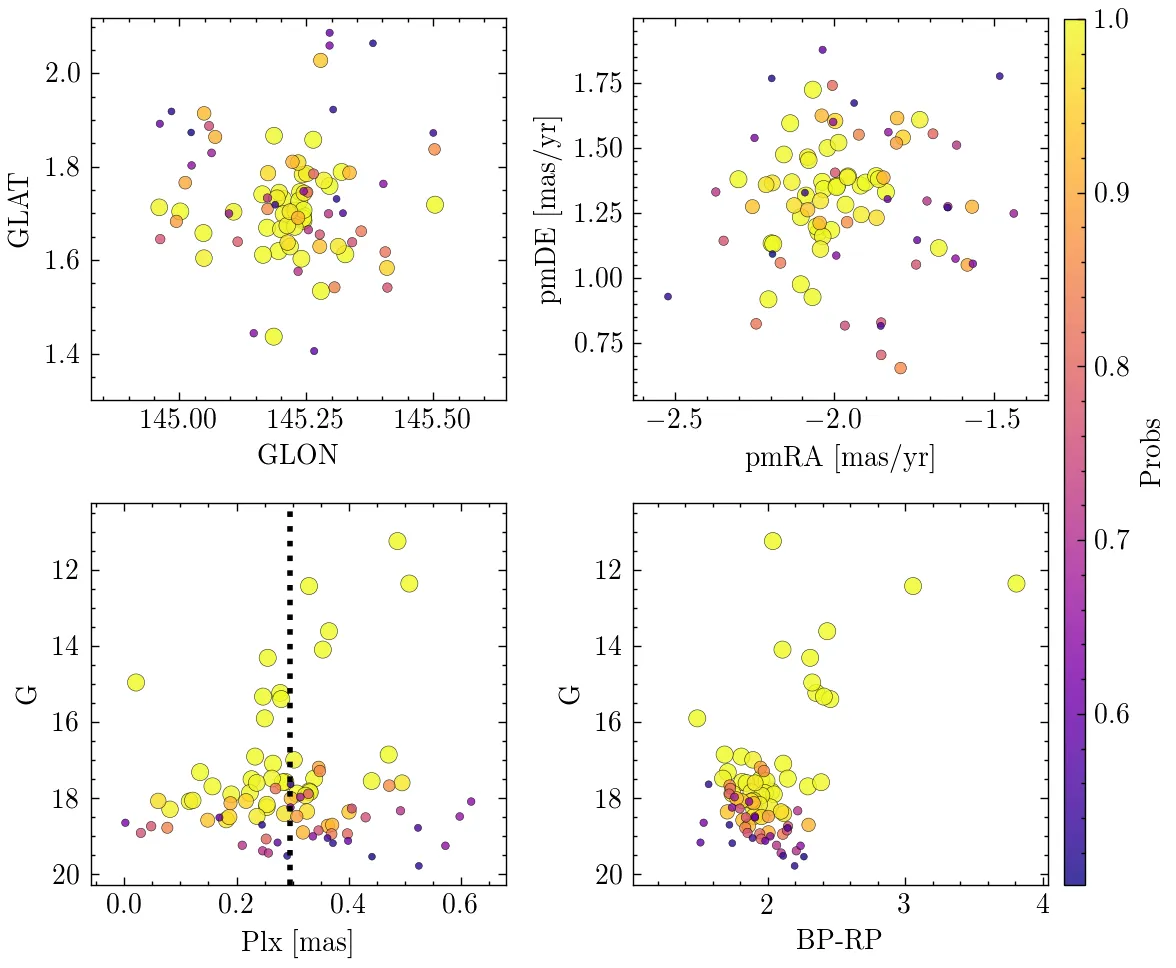 2.0
1.8
1.6
1.4
GLAT
145.00 145.25 145.50
GLON
1.75
1.50
1.25
1.00
0.75
pmDE [mas/yr]
−2.5 −2.0 −1.5
pmRA [mas/yr]
1.0
0.9
0.8
0.7
0.6
Probs
12
14
16
18
20
G
0.0 0.2 0.4 0.6
Plx [mas]
12
14
16
18
20
G
2 3 4
BP-RP